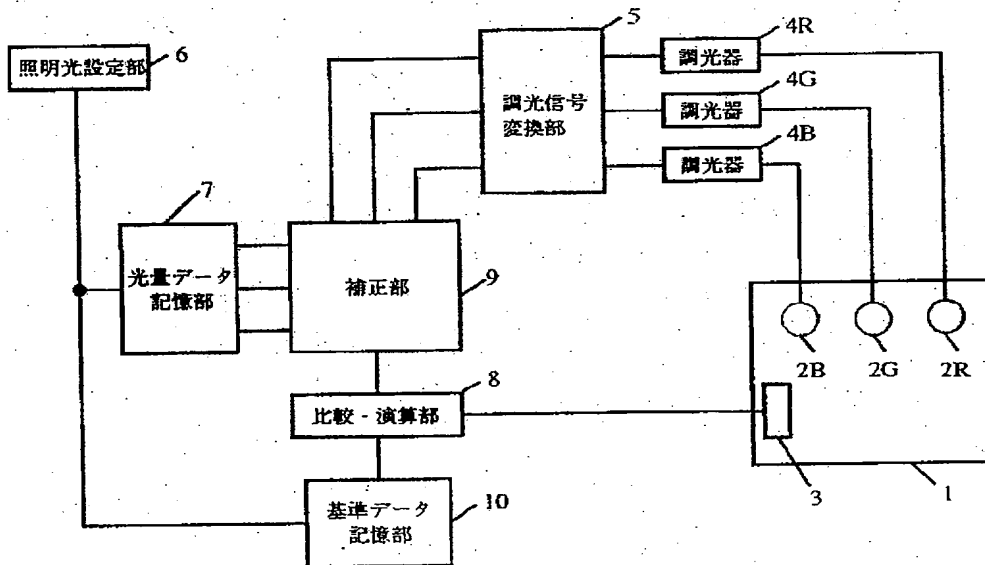 5
4R
調光器
6
照明光設定部
4G
調光器
調光信号
変換部
4B
調光器
7
光量データ
記憶部
補正部
9
2B
2G
2R
8
比較・演算部
3
1
基準データ
記憶部
10